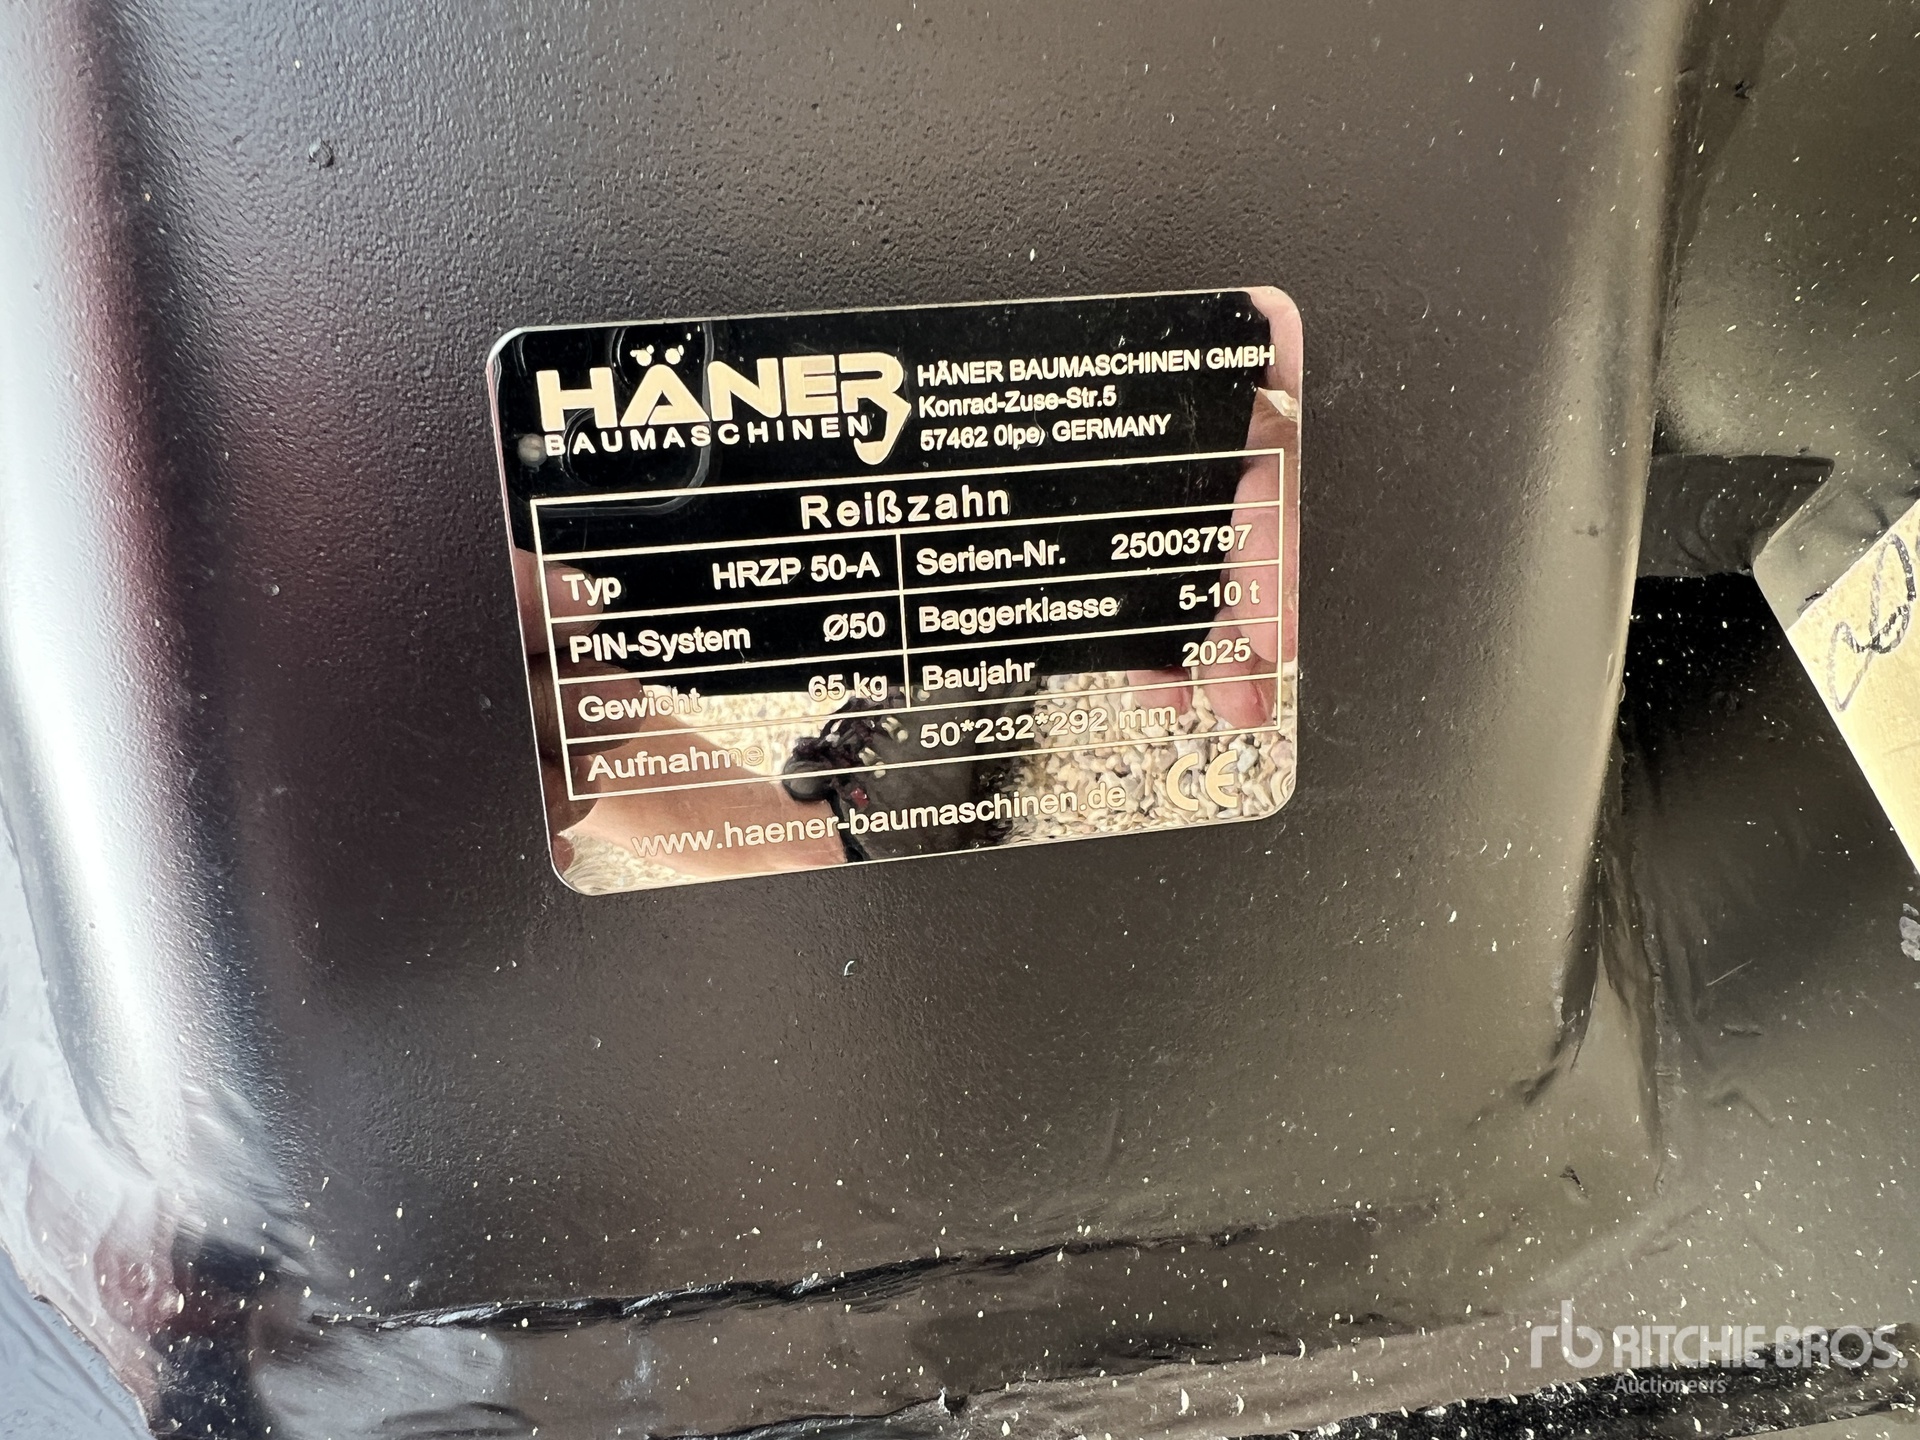 HÄNER
BAUMASCHINEN
HÄNER BAUMASCHINEN GMBH
Konrad-Zuse-Str.5
57462 Olpe, GERMANY
Reißzahn
Typ HRZP 50-A Serien-Nr. 25003797
PIN-System Ø50 Baggerklasse 5-10 t
Gewicht 65 kg Baujahr 2025
Aufnahme 50*232*292 mm
www.haener-baumaschinen.de CE
rb RITCHIE BROS.
Auctioneers